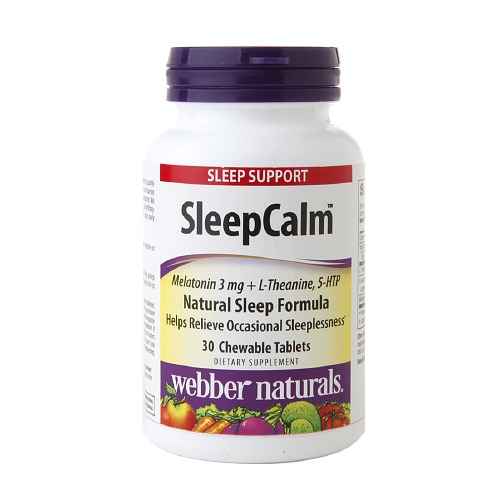 SLEEP SUPPORT
SleepCalm™
Melatonin 3 mg + L-Theanine, 5-HTP
Natural Sleep Formula
Helps Relieve Occasional Sleeplessness*
30 Chewable Tablets
DIETARY SUPPLEMENT
webber naturals.